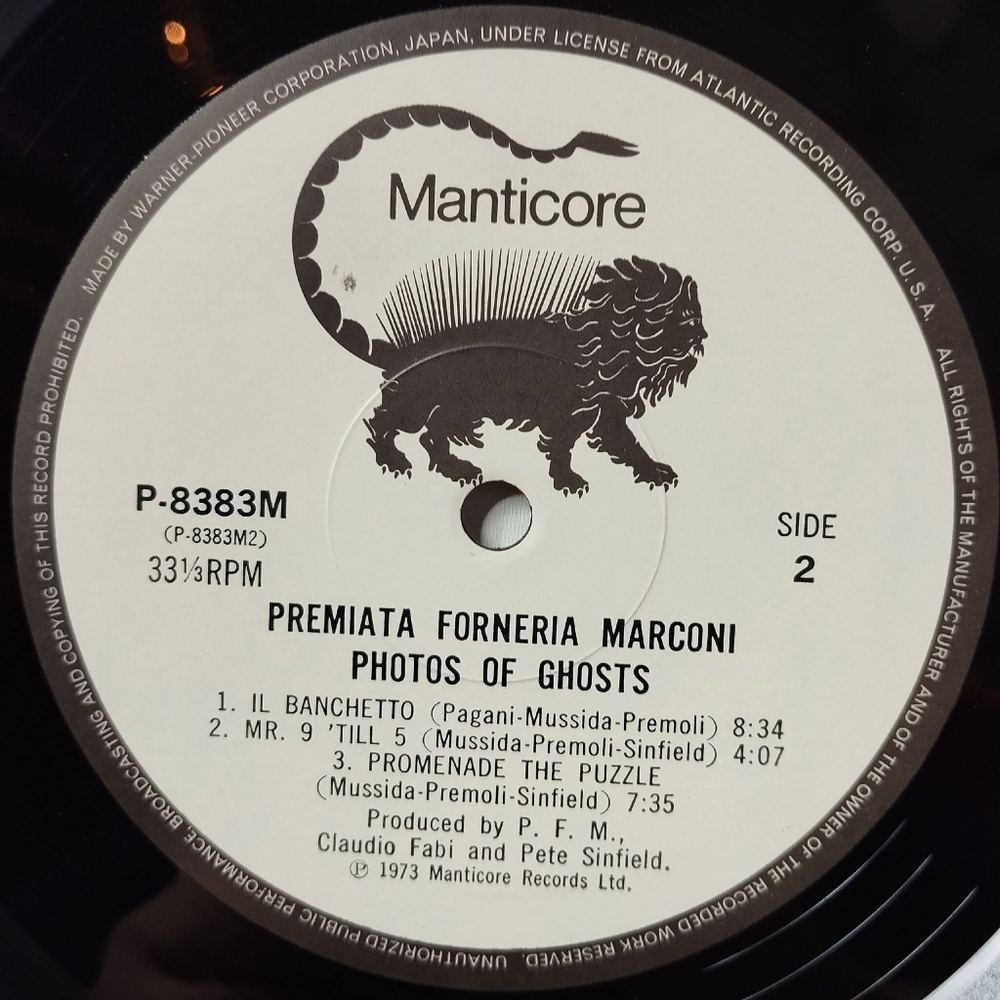 MADE BY WARNER-PIONEER CORPORATION, JAPAN, UNDER LICENSE FROM ATLANTIC RECORDING CORP. U. S. A.
ALL RIGHTS OF THE MANUFACTURER AND OF THE OWNER OF THE RECORDED WORK RESERVED.
UNAUTHORIZED PUBLIC PERFORMANCE, BROADCASTING AND COPYING OF THIS RECORD PROHIBITED.
Manticore
P-8383M
(P-8383M2)
33⅓RPM
SIDE
2
PREMIATA FORNERIA MARCONI
PHOTOS OF GHOSTS
1. IL BANCHETTO (Pagani-Mussida-Premoli) 8:34
2. MR. 9 'TILL 5 (Mussida-Premoli-Sinfield) 4:07
3. PROMENADE THE PUZZLE
(Mussida-Premoli-Sinfield) 7:35
Produced by P. F. M.,
Claudio Fabi and Pete Sinfield.
℗ 1973 Manticore Records Ltd.